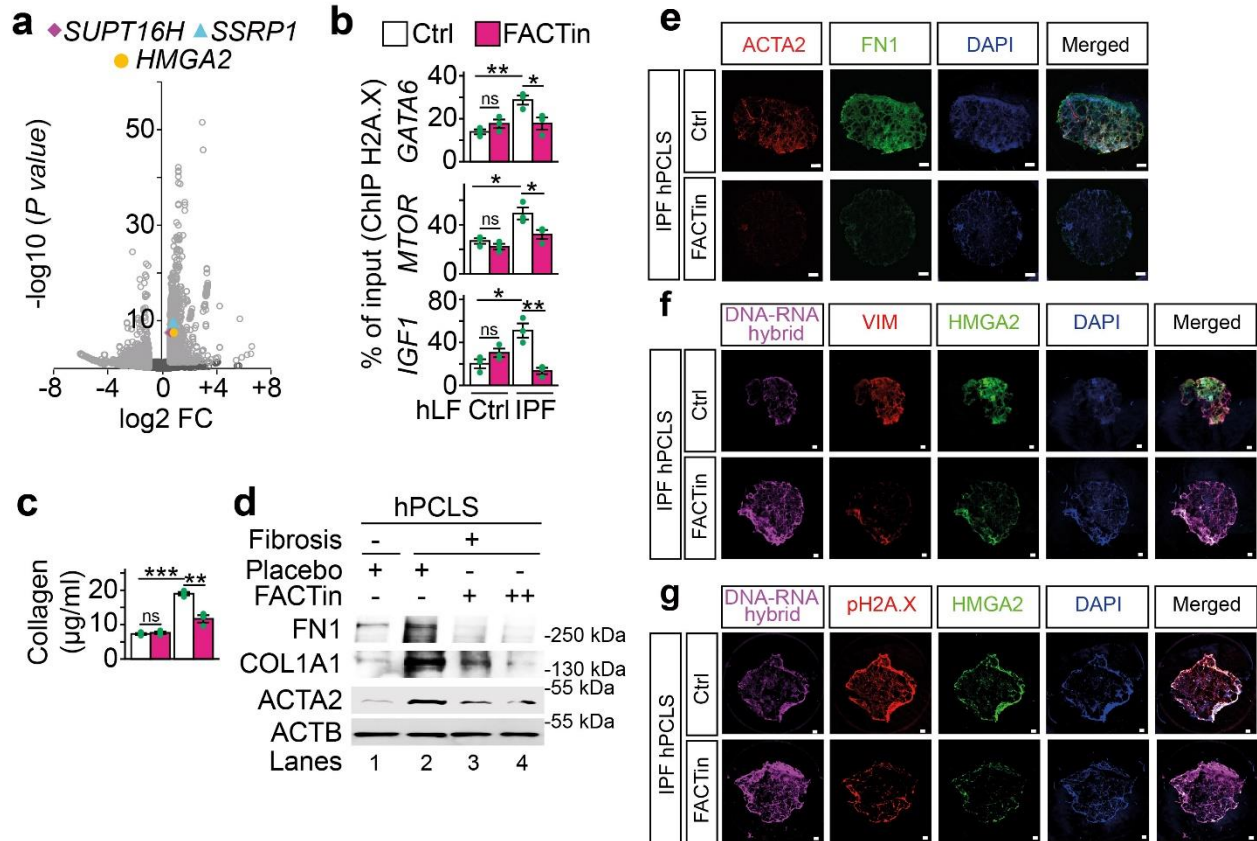 a
SUPT16H SSRP1
HMGA2
-log10 (P value)
50
30
10
-8 -4 0 +4 +8
log2 FC
b
Ctrl FACTin
% of input (ChIP H2A.X)
GATA6
40
20
0
ns ** *
MTOR
80
40
0
ns * *
IGF1
80
40
0
ns * **
hLF Ctrl IPF
c
Collagen
(µg/ml)
20
10
0
ns *** **
d
hPCLS
Fibrosis - +
Placebo + + - -
FACTin - - + ++
FN1 -250 kDa
COL1A1 -130 kDa
ACTA2 -55 kDa
ACTB -55 kDa
Lanes 1 2 3 4
e
ACTA2 FN1 DAPI Merged
IPF hPCLS
Ctrl
FACTin
f
DNA-RNA
hybrid VIM HMGA2 DAPI Merged
IPF hPCLS
Ctrl
FACTin
g
DNA-RNA
hybrid pH2A.X HMGA2 DAPI Merged
IPF hPCLS
Ctrl
FACTin